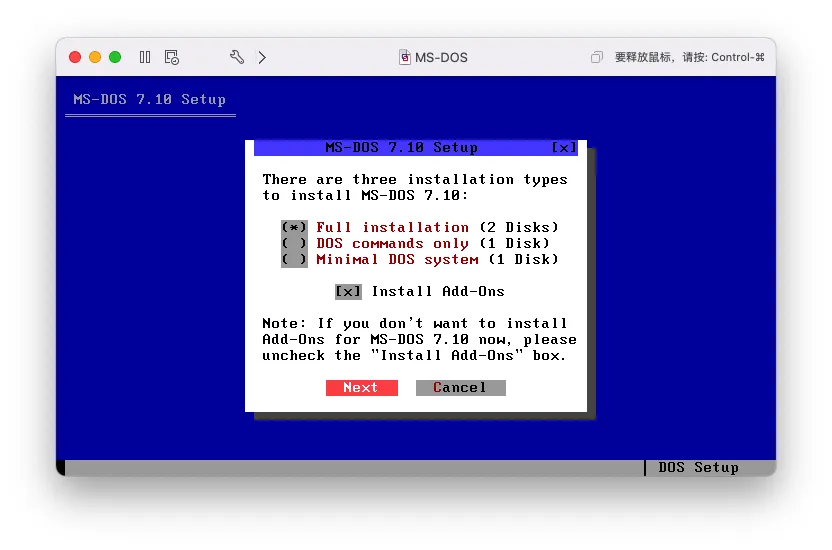 MS-DOS
要释放鼠标，请按: Control-⌘
MS-DOS 7.10 Setup
MS-DOS 7.10 Setup [x]
There are three installation types
to install MS-DOS 7.10:
(*) Full installation (2 Disks)
( ) DOS commands only (1 Disk)
( ) Minimal DOS system (1 Disk)
[x] Install Add-Ons
Note: If you don't want to install
Add-Ons for MS-DOS 7.10 now, please
uncheck the "Install Add-Ons" box.
Next Cancel
DOS Setup